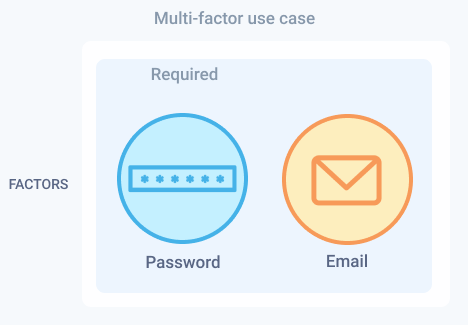 Multi-factor use case
Required
FACTORS
Password
Email